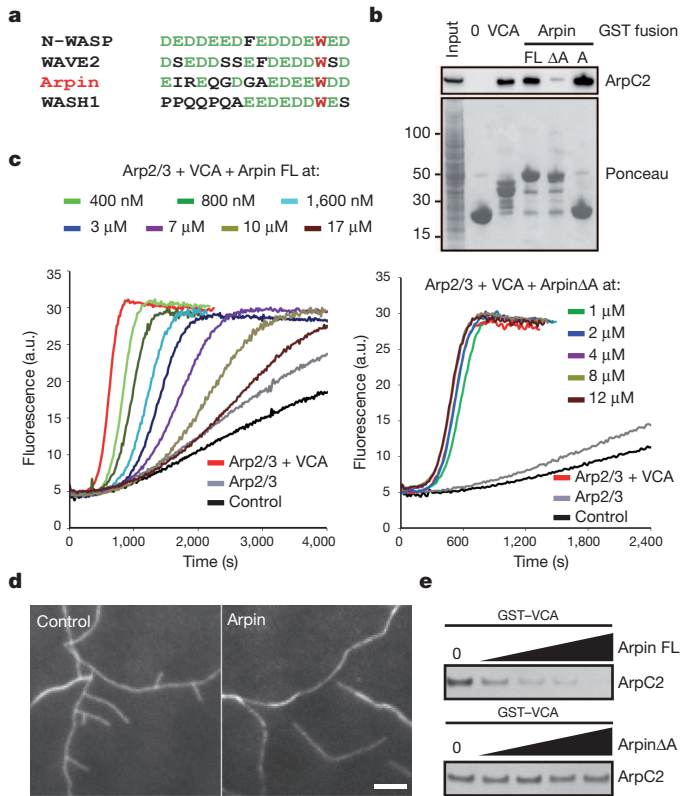 a
N-WASP DEDDEEDDFEDDDEWED
WAVE2 DSEDDSSEFEDDDWSD
Arpin EIREQGDGAEDEEWDD
WASH1 PPQQPQAEEDEDDWES
b
Input 0 VCA Arpin GST fusion
FL ΔA A
ArpC2
100
50
30
15
Ponceau
c
Arp2/3 + VCA + Arpin FL at:
400 nM 800 nM 1,600 nM
3 μM 7 μM 10 μM 17 μM
Fluorescence (a.u.)
35
30
25
20
15
10
5
0
0 1,000 2,000 3,000 4,000
Time (s)
Arp2/3 + VCA
Arp2/3
Control
Arp2/3 + VCA + ArpinΔA at:
1 μM
2 μM
4 μM
8 μM
12 μM
Fluorescence (a.u.)
35
30
25
20
15
10
5
0
0 600 1,200 1,800 2,400
Time (s)
Arp2/3 + VCA
Arp2/3
Control
d
Control
Arpin
e
GST–VCA
0 Arpin FL
ArpC2
GST–VCA
0 ArpinΔA
ArpC2